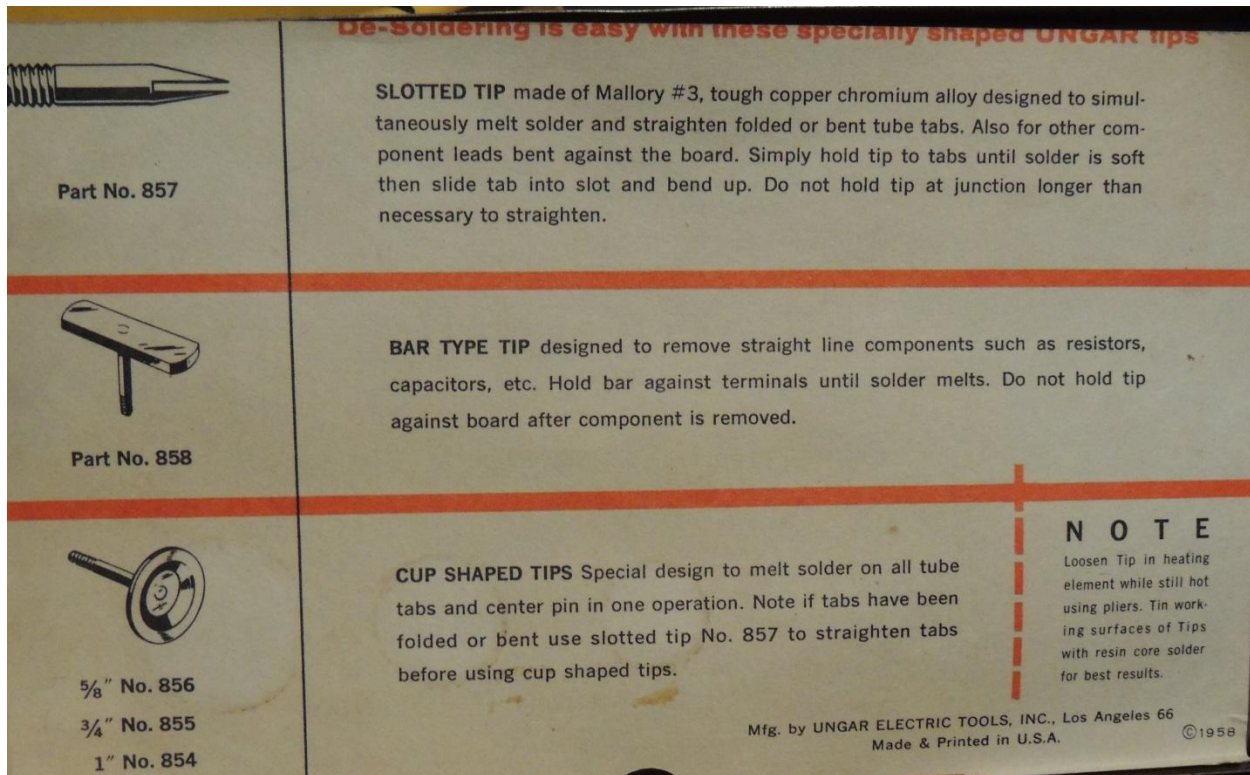 De-Soldering is easy with these specially shaped UNGAR tips
SLOTTED TIP made of Mallory #3, tough copper chromium alloy designed to simul-
taneously melt solder and straighten folded or bent tube tabs. Also for other com-
ponent leads bent against the board. Simply hold tip to tabs until solder is soft
then slide tab into slot and bend up. Do not hold tip at junction longer than
necessary to straighten.
Part No. 857
BAR TYPE TIP designed to remove straight line components such as resistors,
capacitors, etc. Hold bar against terminals until solder melts. Do not hold tip
against board after component is removed.
Part No. 858
CUP SHAPED TIPS Special design to melt solder on all tube
tabs and center pin in one operation. Note if tabs have been
folded or bent use slotted tip No. 857 to straighten tabs
before using cup shaped tips.
5/8" No. 856
3/4" No. 855
1" No. 854
NOTE
Loosen Tip in heating
element while still hot
using pliers. Tin work-
ing surfaces of Tips
with resin core solder
for best results.
Mfg. by UNGAR ELECTRIC TOOLS, INC., Los Angeles 66
Made & Printed in U.S.A.
©1958